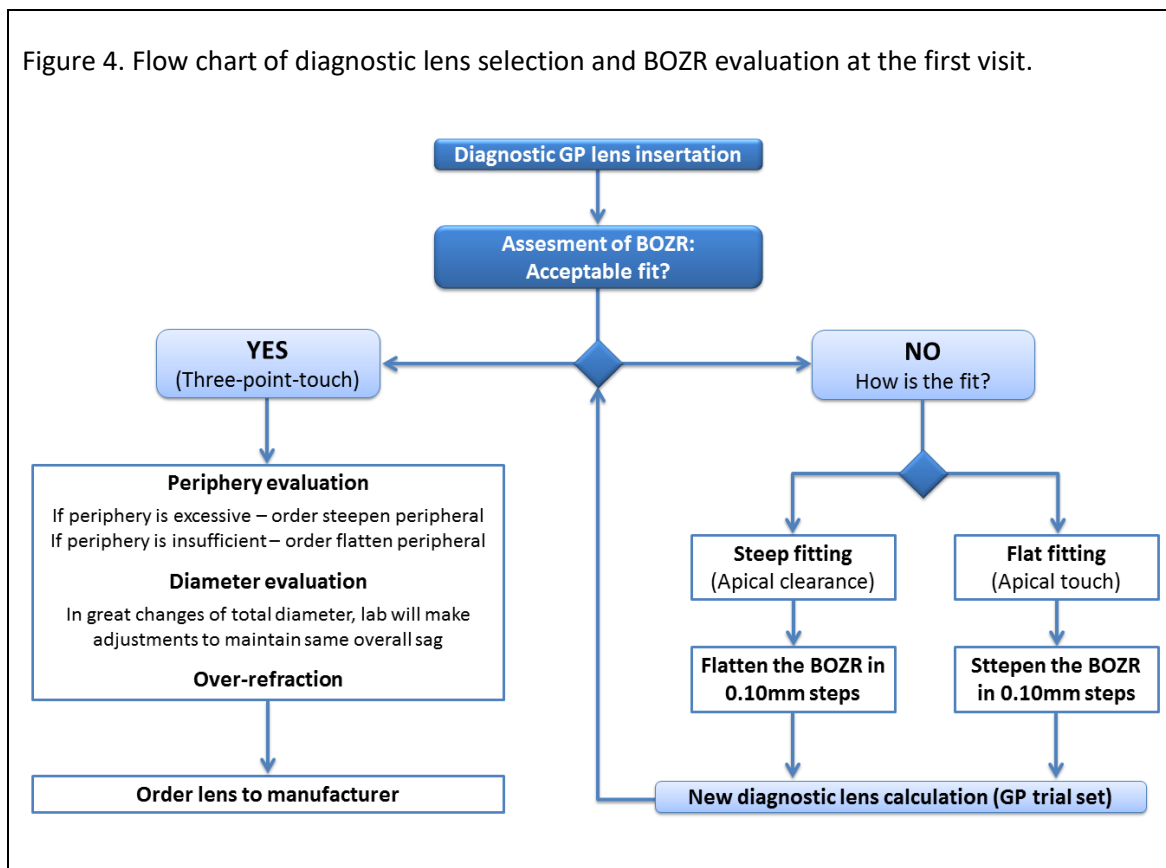 Figure 4. Flow chart of diagnostic lens selection and BOZR evaluation at the first visit.
Diagnostic GP lens insertation
Assesment of BOZR:
Acceptable fit?
YES
(Three-point-touch)
NO
How is the fit?
Periphery evaluation
If periphery is excessive – order steepen peripheral
If periphery is insufficient – order flatten peripheral
Diameter evaluation
In great changes of total diameter, lab will make
adjustments to maintain same overall sag
Over-refraction
Order lens to manufacturer
Steep fitting
(Apical clearance)
Flat fitting
(Apical touch)
Flatten the BOZR in
0.10mm steps
Sttepen the BOZR
in 0.10mm steps
New diagnostic lens calculation (GP trial set)